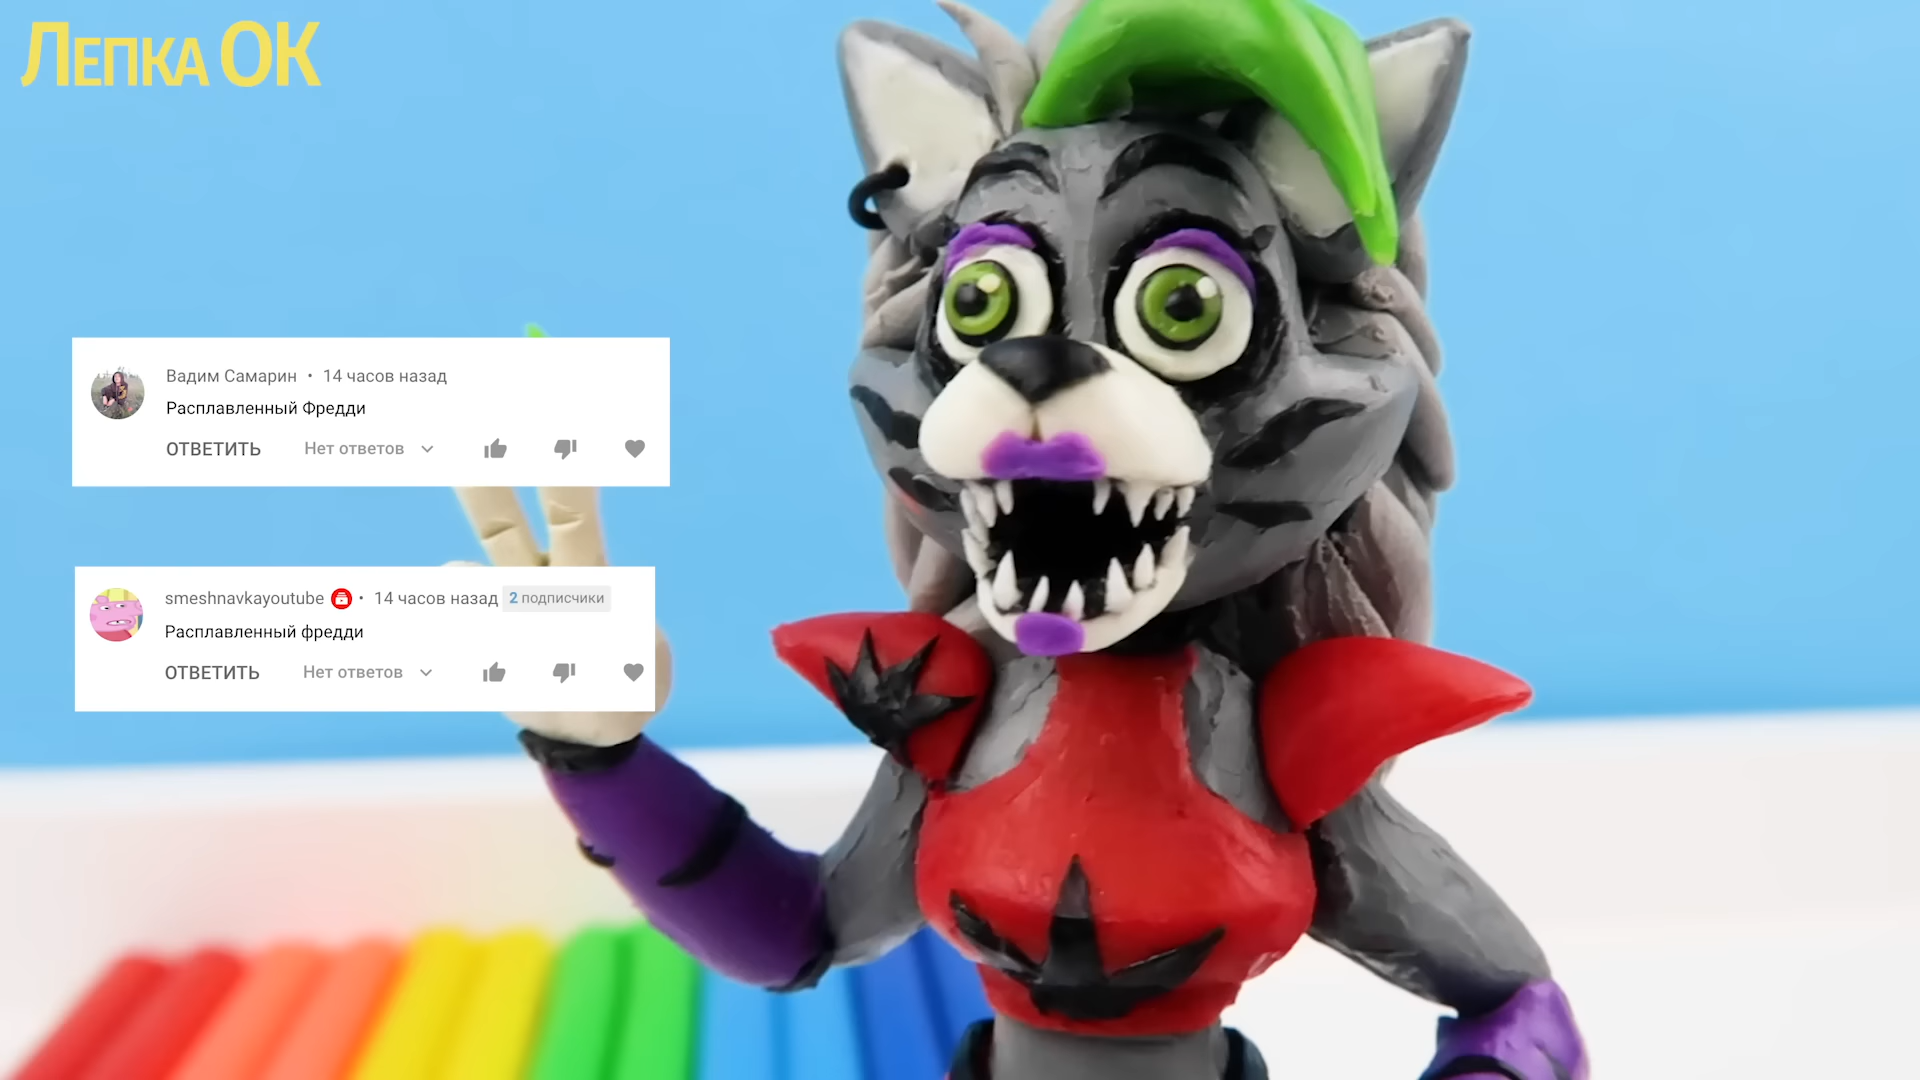 Лепка ОК
Вадим Самарин • 14 часов назад
Расплавленный Фредди
ОТВЕТИТЬ Нет ответов
smeshnavkayoutube • 14 часов назад 2 подписчики
Расплавленный фредди
ОТВЕТИТЬ Нет ответов